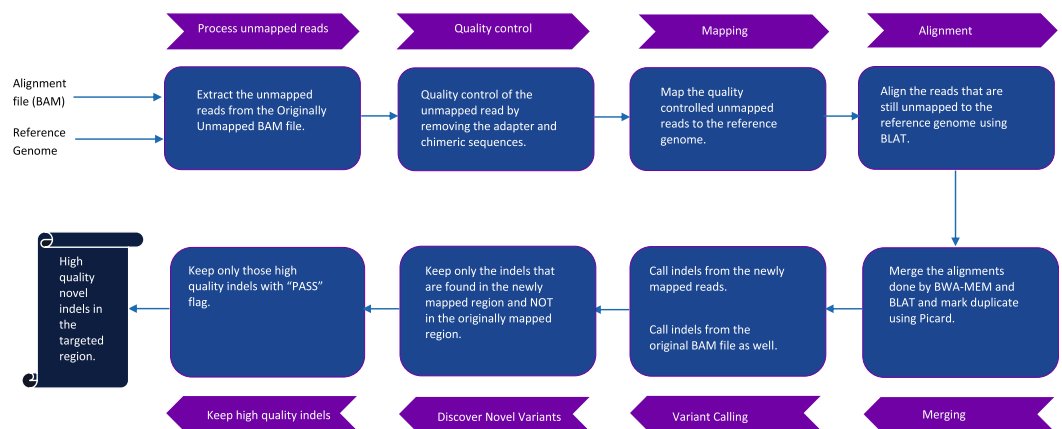 Process unmapped reads
Quality control
Mapping
Alignment
Alignment
file (BAM)
Reference
Genome
Extract the unmapped
reads from the Originally
Unmapped BAM file.
Quality control of the
unmapped read by
removing the adapter and
chimeric sequences.
Map the quality
controlled unmapped
reads to the reference
genome.
Align the reads that are
still unmapped to the
reference genome using
BLAT.
High
quality
novel
indels in
the
targeted
region.
Keep only those high
quality indels with “PASS”
flag.
Keep only the indels that
are found in the newly
mapped region and NOT
in the originally mapped
region.
Call indels from the newly
mapped reads.
Call indels from the
original BAM file as well.
Merge the alignments
done by BWA-MEM and
BLAT and mark duplicate
using Picard.
Keep high quality indels
Discover Novel Variants
Variant Calling
Merging